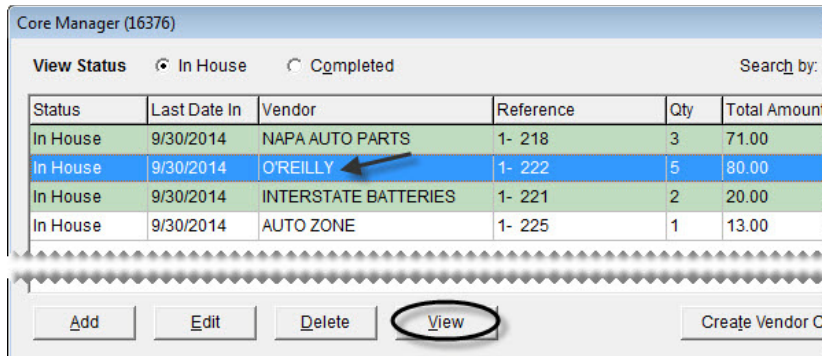 Core Manager (16376)
View Status In House Completed Search by:
Status Last Date In Vendor Reference Qty Total Amount
In House 9/30/2014 NAPA AUTO PARTS 1- 218 3 71.00
In House 9/30/2014 O'REILLY 1- 222 5 80.00
In House 9/30/2014 INTERSTATE BATTERIES 1- 221 2 20.00
In House 9/30/2014 AUTO ZONE 1- 225 1 13.00
Add Edit Delete View Create Vendor